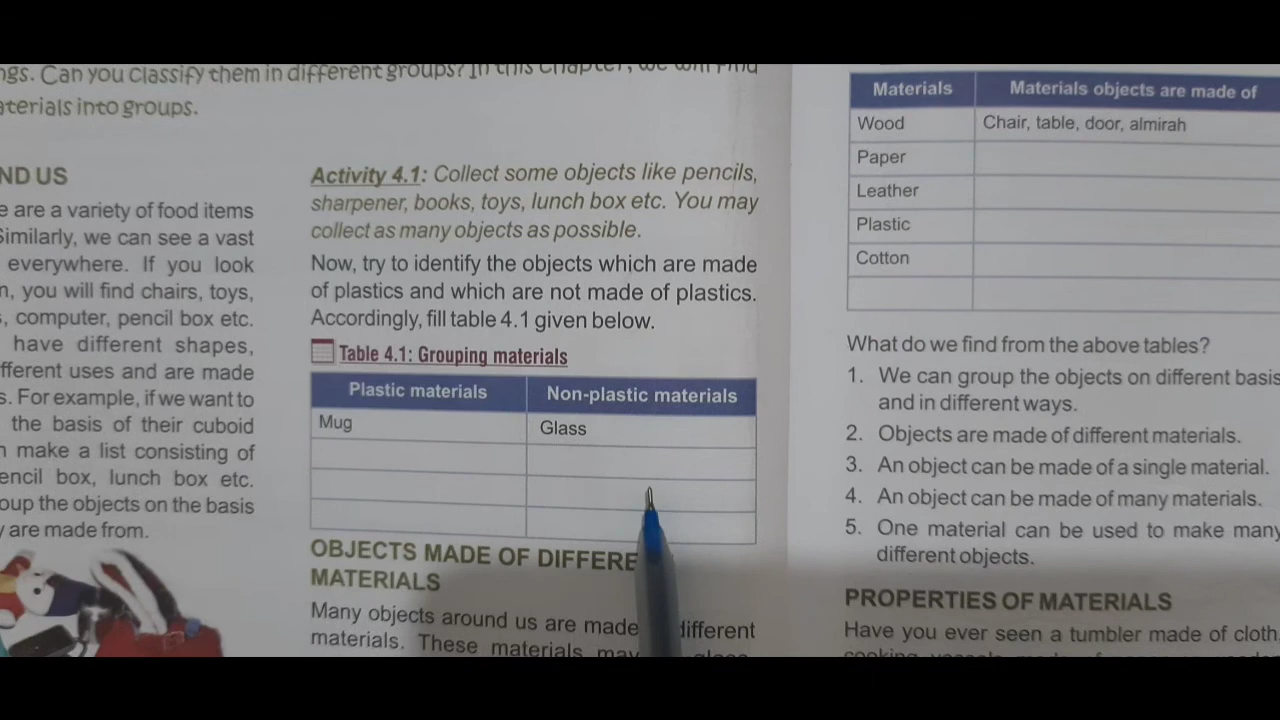 ngs. Can you classify them in different groups? In this chapter, we will find
aterials into groups.
ND US
e are a variety of food items
Similarly, we can see a vast
everywhere. If you look
n, you will find chairs, toys,
s, computer, pencil box etc.
have different shapes,
fferent uses and are made
s. For example, if we want to
the basis of their cuboid
n make a list consisting of
encil box, lunch box etc.
oup the objects on the basis
y are made from.
Activity 4.1: Collect some objects like pencils,
sharpener, books, toys, lunch box etc. You may
collect as many objects as possible.
Now, try to identify the objects which are made
of plastics and which are not made of plastics.
Accordingly, fill table 4.1 given below.
Table 4.1: Grouping materials
Plastic materials Non-plastic materials
Mug Glass
OBJECTS MADE OF DIFFERE
MATERIALS
Many objects around us are made different
materials. These materials may
Materials Materials objects are made of
Wood Chair, table, door, almirah
Paper
Leather
Plastic
Cotton
What do we find from the above tables?
1. We can group the objects on different basis
and in different ways.
2. Objects are made of different materials.
3. An object can be made of a single material.
4. An object can be made of many materials.
5. One material can be used to make many
different objects.
PROPERTIES OF MATERIALS
Have you ever seen a tumbler made of cloth,